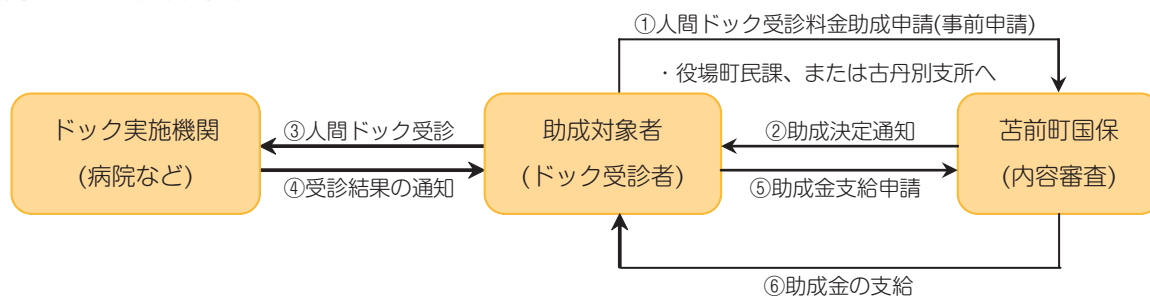 ①人間ドック受診料金助成申請(事前申請)
・役場町民課、または古丹別支所へ
ドック実施機関
(病院など)
③人間ドック受診
④受診結果の通知
助成対象者
(ドック受診者)
②助成決定通知
⑤助成金支給申請
苫前町国保
(内容審査)
⑥助成金の支給